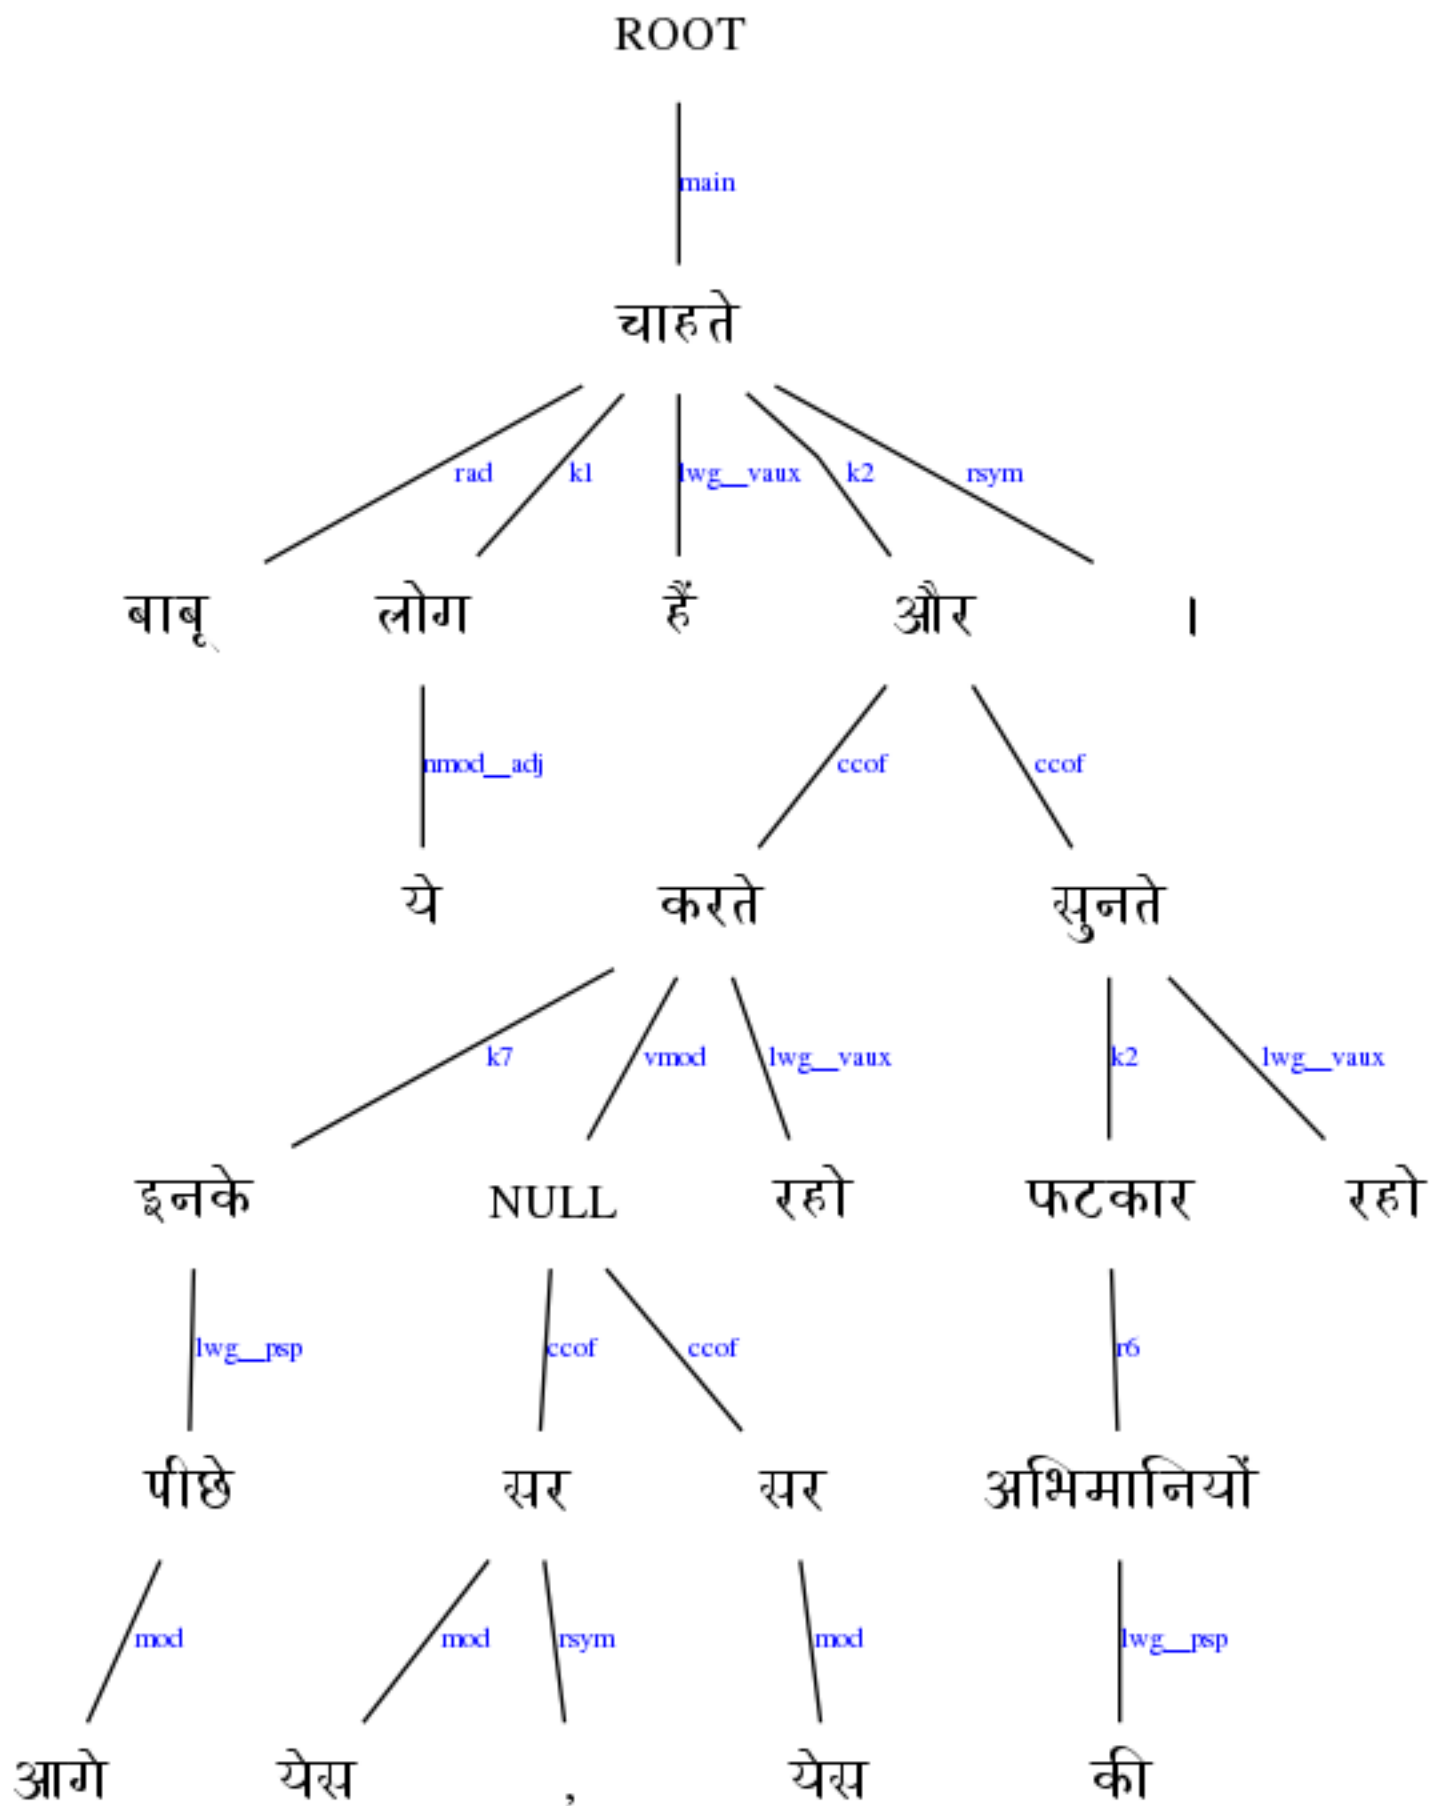 ROOT
main
चाहते
rad k1 lwg__vaux k2 rsym
बाबू लोग हैं और ।
nmod__adj ccof ccof
ये करते सुनते
k7 vmod lwg__vaux k2 lwg__vaux
इनके NULL रहो फटकार रहो
lwg__psp ccof ccof r6
पीछे सर सर अभिमानियों
mod mod rsym mod lwg__psp
आगे येस , येस की